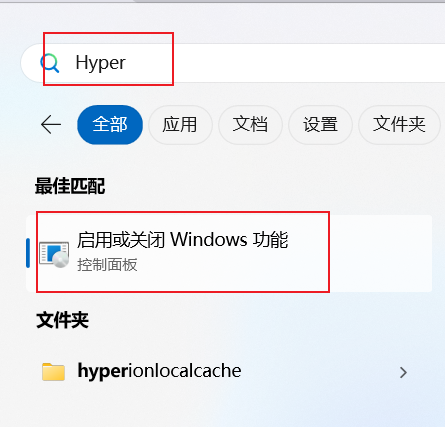 Hyper
全部 应用 文档 设置 文件夹
最佳匹配
启用或关闭 Windows 功能
控制面板
文件夹
hyperionlocalcache